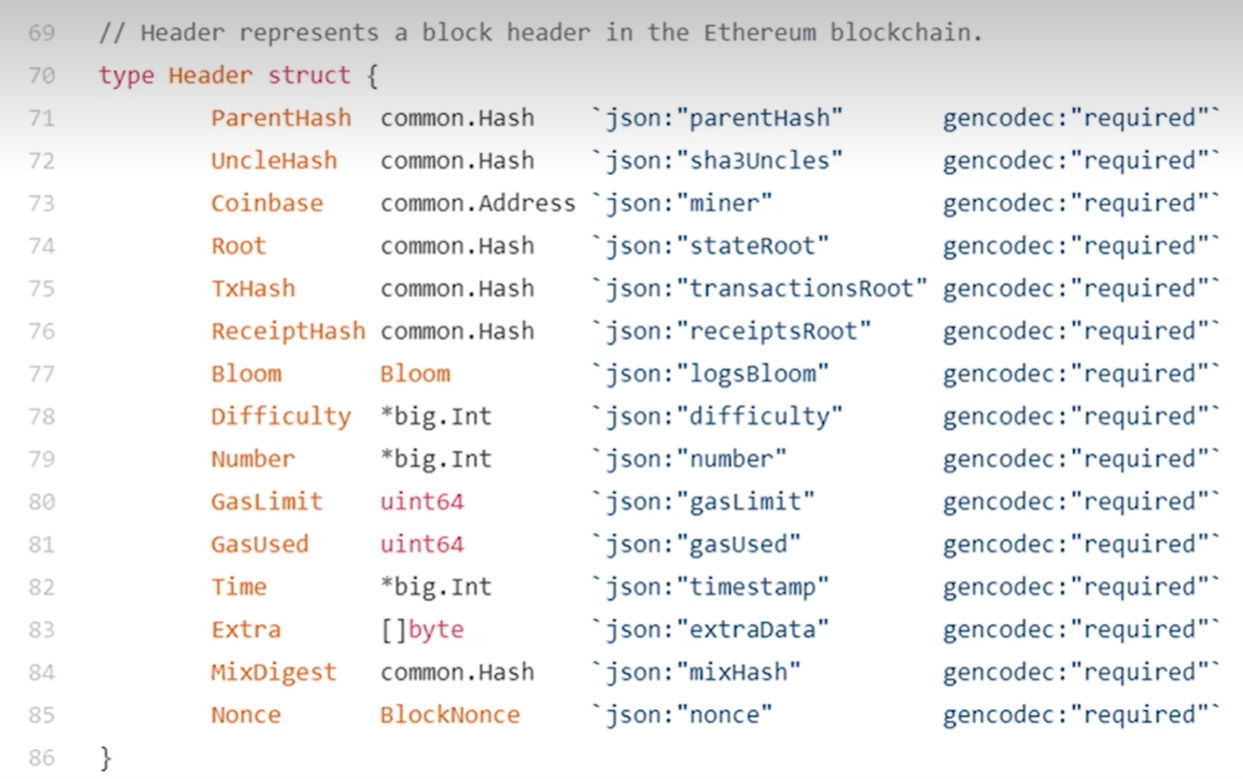 69 // Header represents a block header in the Ethereum blockchain.
70 type Header struct {
71 ParentHash common.Hash `json:"parentHash" gencodec:"required"`
72 UncleHash common.Hash `json:"sha3Uncles" gencodec:"required"`
73 Coinbase common.Address `json:"miner" gencodec:"required"`
74 Root common.Hash `json:"stateRoot" gencodec:"required"`
75 TxHash common.Hash `json:"transactionsRoot" gencodec:"required"`
76 ReceiptHash common.Hash `json:"receiptsRoot" gencodec:"required"`
77 Bloom Bloom `json:"logsBloom" gencodec:"required"`
78 Difficulty *big.Int `json:"difficulty" gencodec:"required"`
79 Number *big.Int `json:"number" gencodec:"required"`
80 GasLimit uint64 `json:"gasLimit" gencodec:"required"`
81 GasUsed uint64 `json:"gasUsed" gencodec:"required"`
82 Time *big.Int `json:"timestamp" gencodec:"required"`
83 Extra []byte `json:"extraData" gencodec:"required"`
84 MixDigest common.Hash `json:"mixHash" gencodec:"required"`
85 Nonce BlockNonce `json:"nonce" gencodec:"required"`
86 }